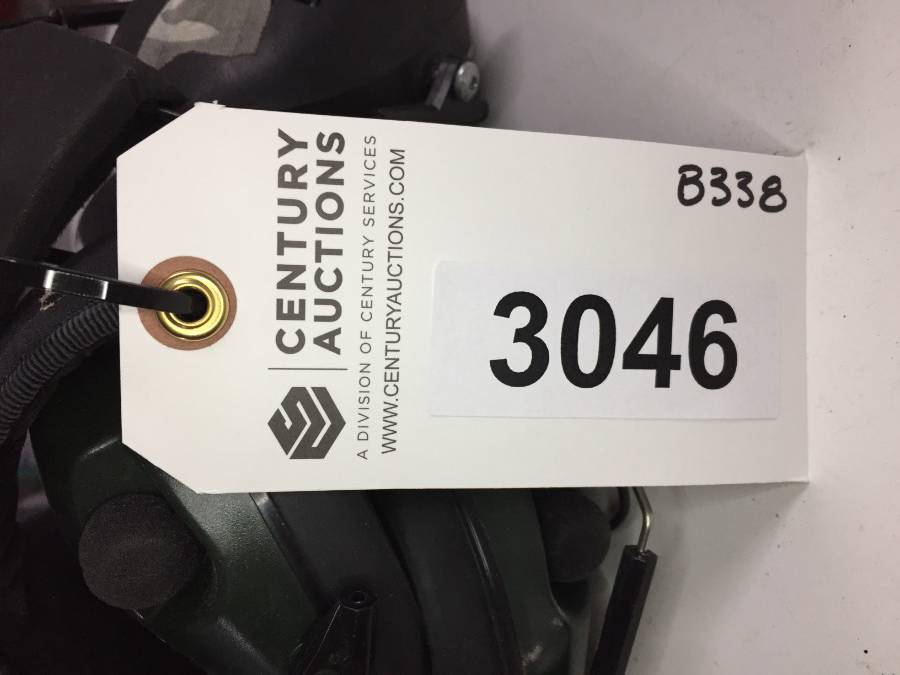 CENTURY
AUCTIONS
A DIVISION OF CENTURY SERVICES
WWW.CENTURYAUCTIONS.COM
B338
3046